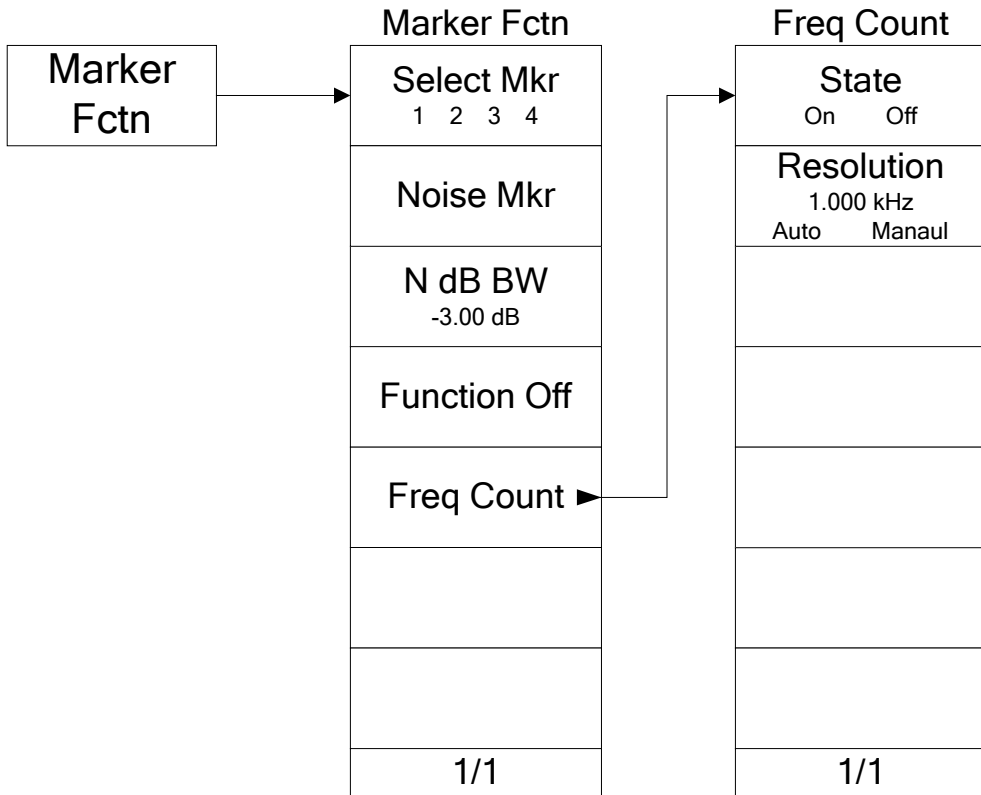 Marker
Fctn
Marker Fctn
Select Mkr
1 2 3 4
Noise Mkr
N dB BW
-3.00 dB
Function Off
Freq Count
1/1
Freq Count
State
On Off
Resolution
1.000 kHz
Auto Manaul
1/1